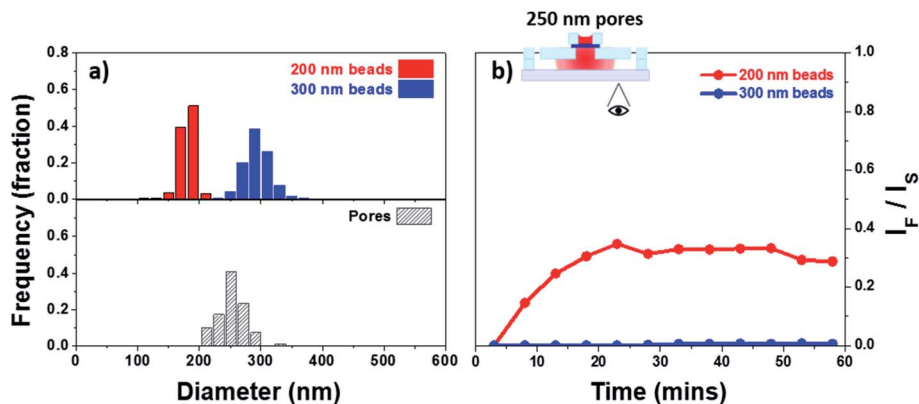 250 nm pores
a)
200 nm beads
300 nm beads
Pores
0.8
0.6
0.4
0.2
0.0
0.4
0.2
0.0
Frequency (fraction)
0 100 200 300 400 500 600
Diameter (nm)
b)
200 nm beads
300 nm beads
1.0
0.8
0.6
0.4
0.2
0.0
I_F / I_S
0 10 20 30 40 50 60
Time (mins)